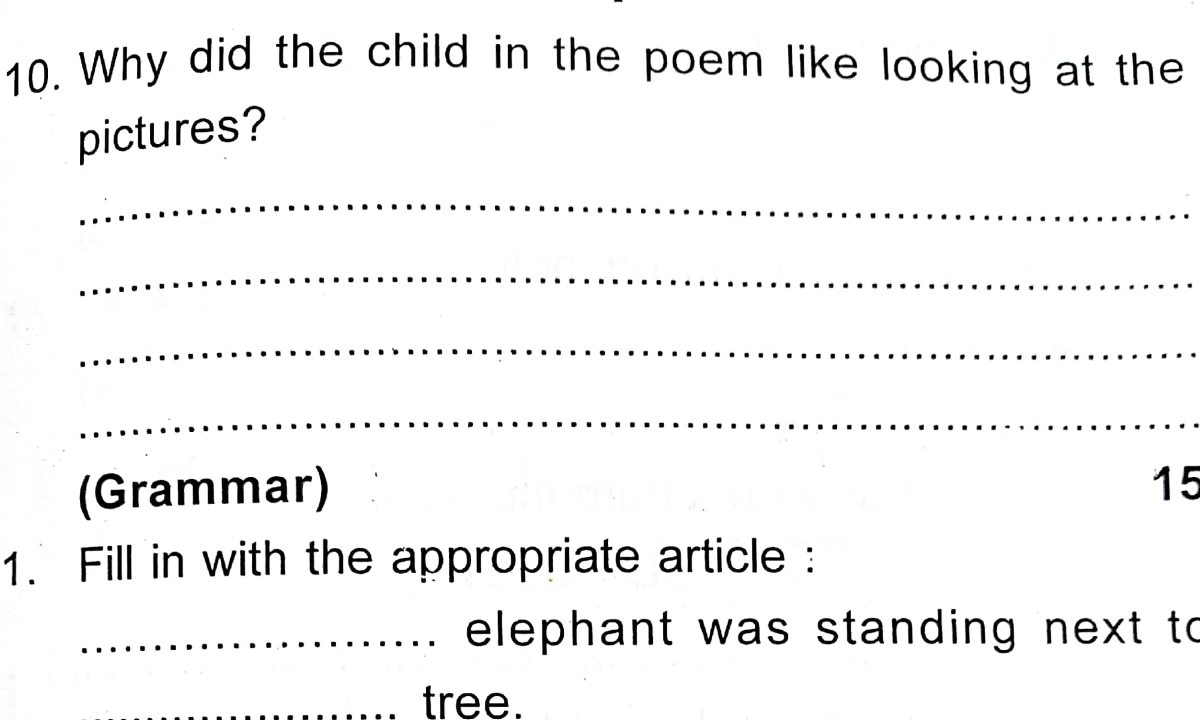 10. Why did the child in the poem like looking at the
pictures?
................................................................................
................................................................................
................................................................................
................................................................................
(Grammar) 15
1. Fill in with the appropriate article :
........................ elephant was standing next to
........................ tree.